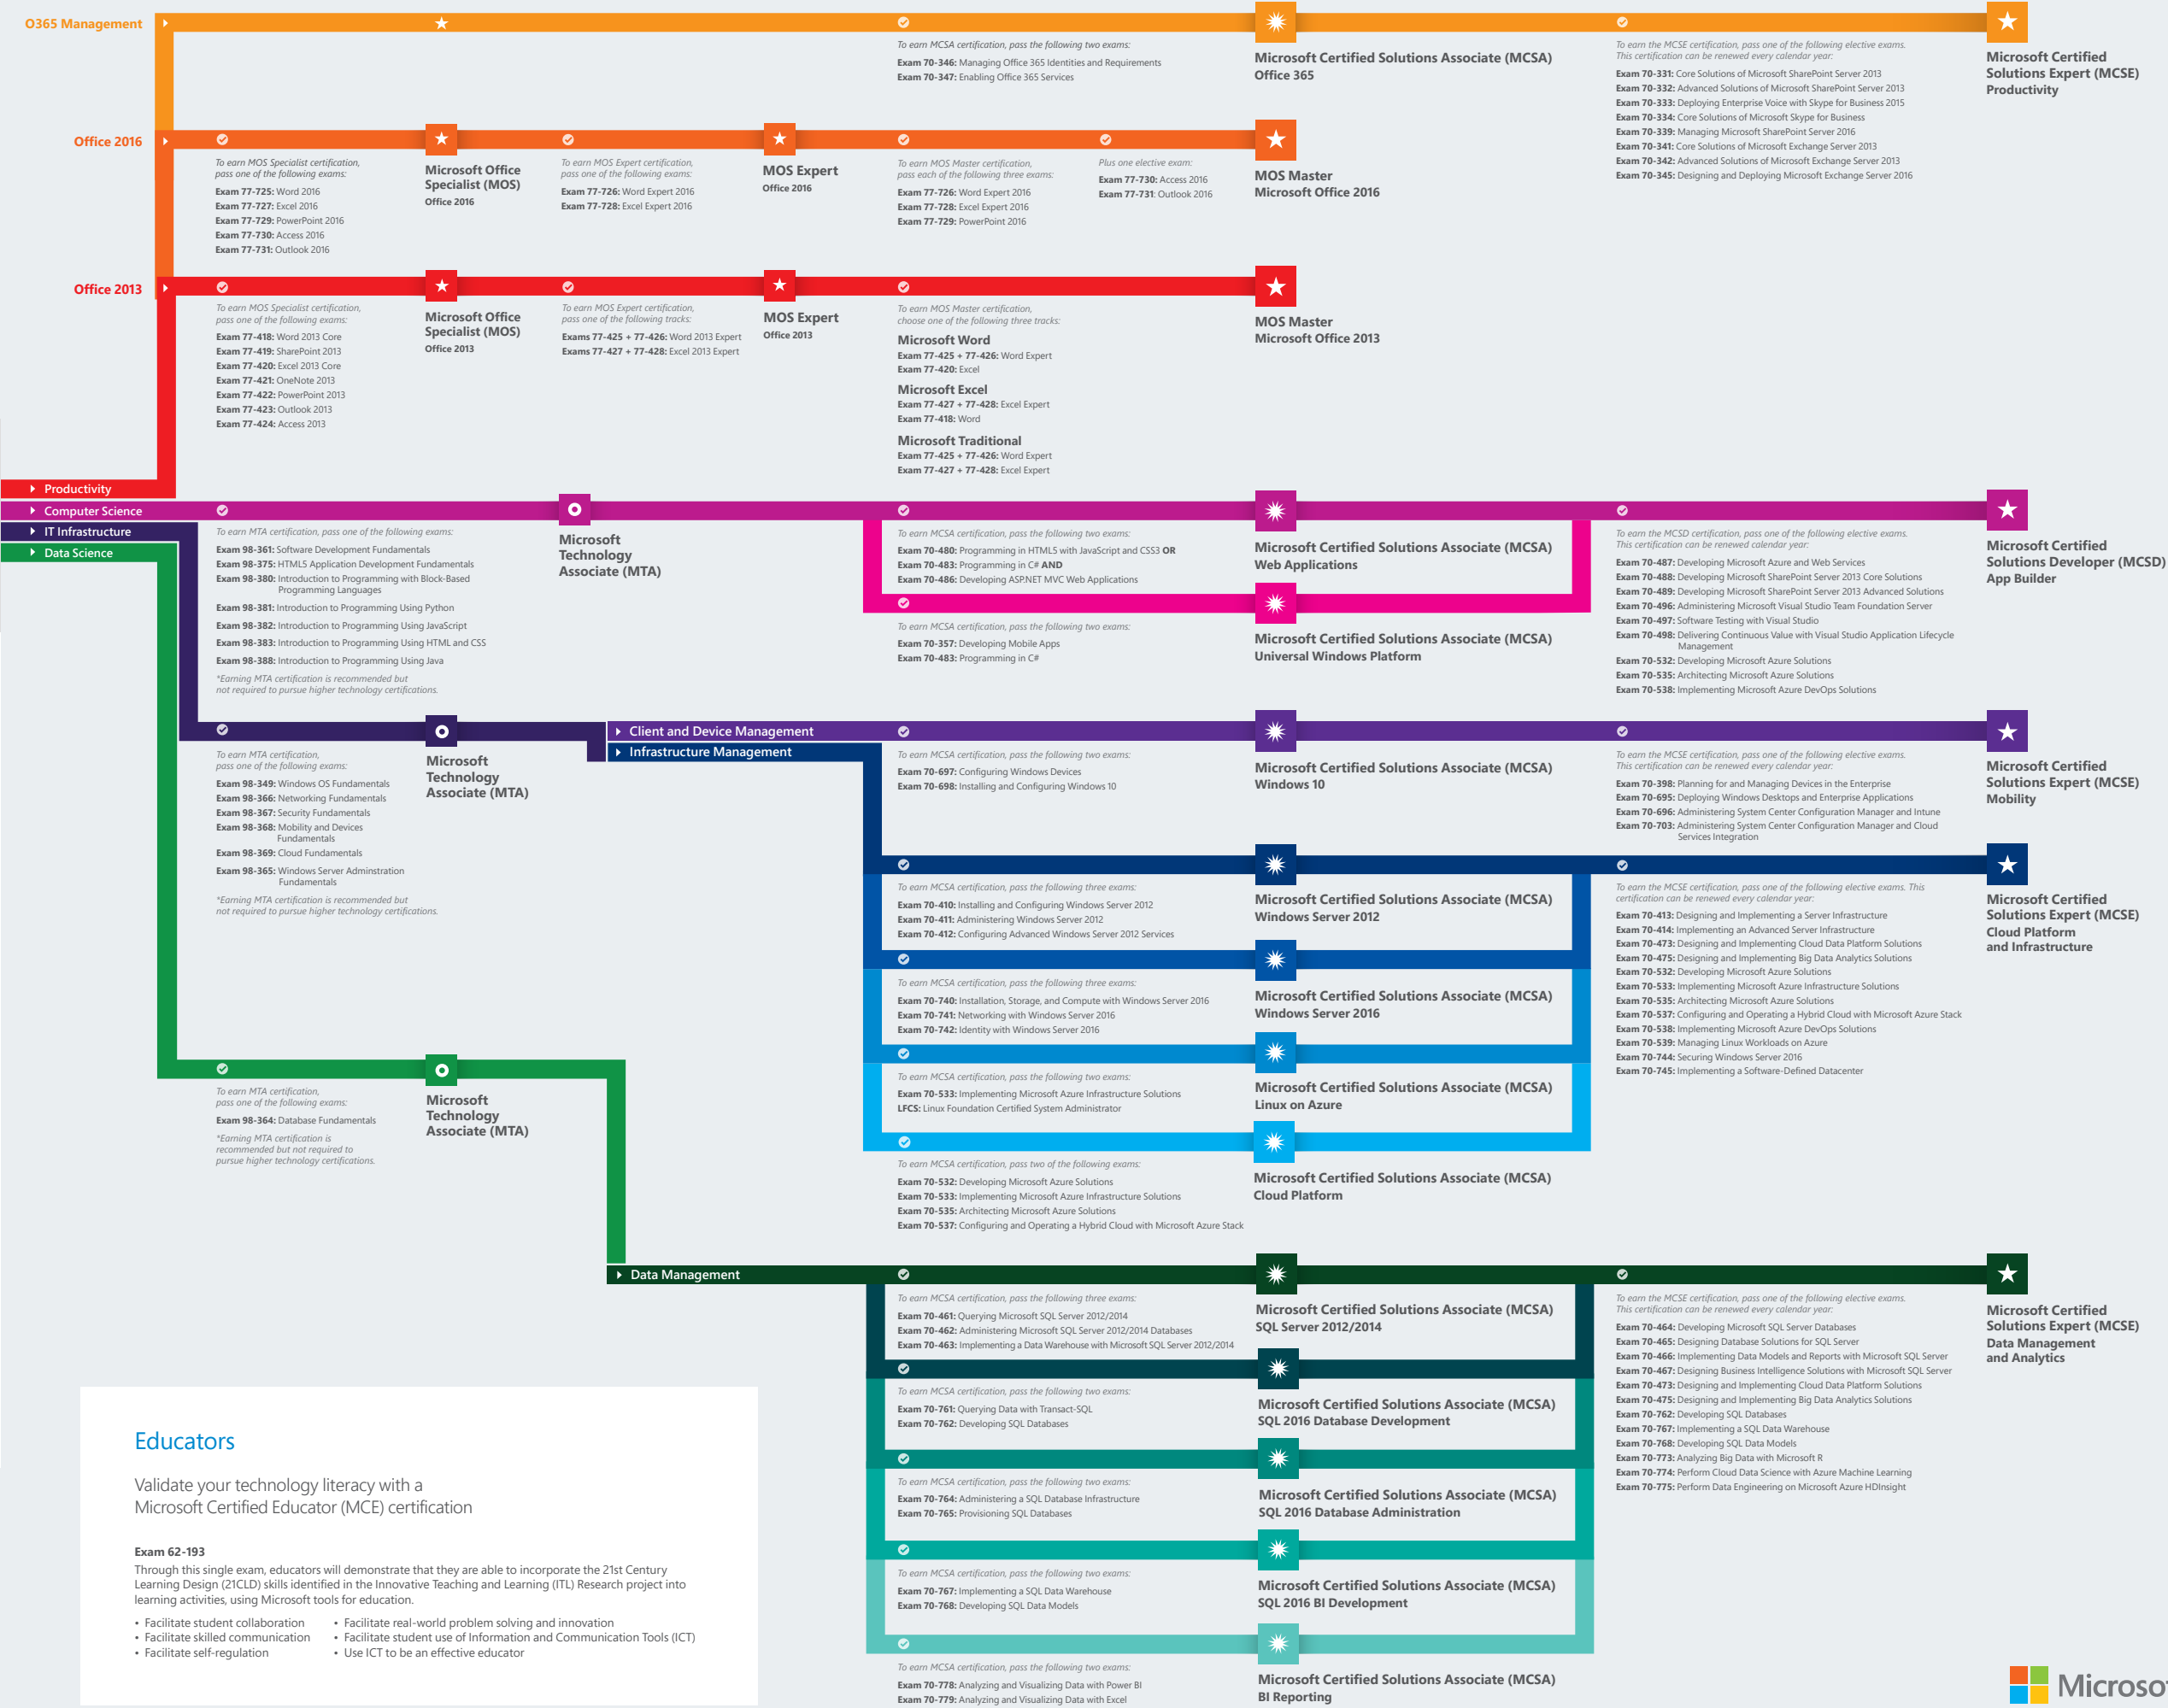 O365 Management
To earn MCSA certification, pass the following two exams:
Exam 70-346: Managing Office 365 Identities and Requirements
Exam 70-347: Enabling Office 365 Services
Microsoft Certified Solutions Associate (MCSA)
Office 365
To earn the MCSE certification, pass one of the following elective exams.
This certification can be renewed every calendar year:
Exam 70-331: Core Solutions of Microsoft SharePoint Server 2013
Exam 70-332: Advanced Solutions of Microsoft SharePoint Server 2013
Exam 70-333: Deploying Enterprise Voice with Skype for Business 2015
Exam 70-334: Core Solutions of Microsoft Skype for Business
Exam 70-339: Managing Microsoft SharePoint Server 2016
Exam 70-341: Core Solutions of Microsoft Exchange Server 2013
Exam 70-342: Advanced Solutions of Microsoft Exchange Server 2013
Exam 70-345: Designing and Deploying Microsoft Exchange Server 2016
Microsoft Certified
Solutions Expert (MCSE)
Productivity
Office 2016
To earn MOS Specialist certification,
pass one of the following exams:
Exam 77-725: Word 2016
Exam 77-727: Excel 2016
Exam 77-729: PowerPoint 2016
Exam 77-730: Access 2016
Exam 77-731: Outlook 2016
Microsoft Office
Specialist (MOS)
Office 2016
To earn MOS Expert certification,
pass one of the following exams:
Exam 77-726: Word Expert 2016
Exam 77-728: Excel Expert 2016
MOS Expert
Office 2016
To earn MOS Master certification,
pass each of the following three exams:
Exam 77-726: Word Expert 2016
Exam 77-728: Excel Expert 2016
Exam 77-729: PowerPoint 2016
Plus one elective exam:
Exam 77-730: Access 2016
Exam 77-731: Outlook 2016
MOS Master
Microsoft Office 2016
Office 2013
To earn MOS Specialist certification,
pass one of the following exams:
Exam 77-418: Word 2013 Core
Exam 77-419: SharePoint 2013
Exam 77-420: Excel 2013 Core
Exam 77-421: OneNote 2013
Exam 77-422: PowerPoint 2013
Exam 77-423: Outlook 2013
Exam 77-424: Access 2013
Microsoft Office
Specialist (MOS)
Office 2013
To earn MOS Expert certification,
pass one of the following tracks:
Exams 77-425 + 77-426: Word 2013 Expert
Exams 77-427 + 77-428: Excel 2013 Expert
MOS Expert
Office 2013
To earn MOS Master certification,
choose one of the following three tracks:
Microsoft Word
Exam 77-425 + 77-426: Word Expert
Exam 77-420: Excel
Microsoft Excel
Exam 77-427 + 77-428: Excel Expert
Exam 77-418: Word
Microsoft Traditional
Exam 77-425 + 77-426: Word Expert
Exam 77-427 + 77-428: Excel Expert
MOS Master
Microsoft Office 2013
Productivity
Computer Science
IT Infrastructure
Data Science
To earn MTA certification, pass one of the following exams:
Exam 98-361: Software Development Fundamentals
Exam 98-375: HTML5 Application Development Fundamentals
Exam 98-380: Introduction to Programming with Block-Based
Programming Languages
Exam 98-381: Introduction to Programming Using Python
Exam 98-382: Introduction to Programming Using JavaScript
Exam 98-383: Introduction to Programming Using HTML and CSS
Exam 98-388: Introduction to Programming Using Java
*Earning MTA certification is recommended but
not required to pursue higher technology certifications.
Microsoft
Technology
Associate (MTA)
To earn MCSA certification, pass the following two exams:
Exam 70-480: Programming in HTML5 with JavaScript and CSS3 OR
Exam 70-483: Programming in C# AND
Exam 70-486: Developing ASP.NET MVC Web Applications
Microsoft Certified Solutions Associate (MCSA)
Web Applications
To earn MCSA certification, pass the following two exams:
Exam 70-357: Developing Mobile Apps
Exam 70-483: Programming in C#
Microsoft Certified Solutions Associate (MCSA)
Universal Windows Platform
To earn the MCSD certification, pass one of the following elective exams.
This certification can be renewed calendar year:
Exam 70-487: Developing Microsoft Azure and Web Services
Exam 70-488: Developing Microsoft SharePoint Server 2013 Core Solutions
Exam 70-489: Developing Microsoft SharePoint Server 2013 Advanced Solutions
Exam 70-496: Administering Microsoft Visual Studio Team Foundation Server
Exam 70-497: Software Testing with Visual Studio
Exam 70-498: Delivering Continuous Value with Visual Studio Application Lifecycle
Management
Exam 70-532: Developing Microsoft Azure Solutions
Exam 70-535: Architecting Microsoft Azure Solutions
Exam 70-538: Implementing Microsoft Azure DevOps Solutions
Microsoft Certified
Solutions Developer (MCSD)
App Builder
To earn MTA certification,
pass one of the following exams:
Exam 98-349: Windows OS Fundamentals
Exam 98-366: Networking Fundamentals
Exam 98-367: Security Fundamentals
Exam 98-368: Mobility and Devices
Fundamentals
Exam 98-369: Cloud Fundamentals
Exam 98-365: Windows Server Adminstration
Fundamentals
*Earning MTA certification is recommended but
not required to pursue higher technology certifications.
Microsoft
Technology
Associate (MTA)
Client and Device Management
Infrastructure Management
To earn MCSA certification, pass the following two exams:
Exam 70-697: Configuring Windows Devices
Exam 70-698: Installing and Configuring Windows 10
Microsoft Certified Solutions Associate (MCSA)
Windows 10
To earn the MCSE certification, pass one of the following elective exams.
This certification can be renewed every calendar year:
Exam 70-398: Planning for and Managing Devices in the Enterprise
Exam 70-695: Deploying Windows Desktops and Enterprise Applications
Exam 70-696: Administering System Center Configuration Manager and Intune
Exam 70-703: Administering System Center Configuration Manager and Cloud
Services Integration
Microsoft Certified
Solutions Expert (MCSE)
Mobility
To earn MCSA certification, pass the following three exams:
Exam 70-410: Installing and Configuring Windows Server 2012
Exam 70-411: Administering Windows Server 2012
Exam 70-412: Configuring Advanced Windows Server 2012 Services
Microsoft Certified Solutions Associate (MCSA)
Windows Server 2012
To earn MCSA certification, pass the following three exams:
Exam 70-740: Installation, Storage, and Compute with Windows Server 2016
Exam 70-741: Networking with Windows Server 2016
Exam 70-742: Identity with Windows Server 2016
Microsoft Certified Solutions Associate (MCSA)
Windows Server 2016
To earn MCSA certification, pass the following two exams:
Exam 70-533: Implementing Microsoft Azure Infrastructure Solutions
LFCS: Linux Foundation Certified System Administrator
Microsoft Certified Solutions Associate (MCSA)
Linux on Azure
To earn MCSA certification, pass two of the following exams:
Exam 70-532: Developing Microsoft Azure Solutions
Exam 70-533: Implementing Microsoft Azure Infrastructure Solutions
Exam 70-535: Architecting Microsoft Azure Solutions
Exam 70-537: Configuring and Operating a Hybrid Cloud with Microsoft Azure Stack
Microsoft Certified Solutions Associate (MCSA)
Cloud Platform
To earn the MCSE certification, pass one of the following elective exams. This
certification can be renewed every calendar year:
Exam 70-413: Designing and Implementing a Server Infrastructure
Exam 70-414: Implementing an Advanced Server Infrastructure
Exam 70-473: Designing and Implementing Cloud Data Platform Solutions
Exam 70-475: Designing and Implementing Big Data Analytics Solutions
Exam 70-532: Developing Microsoft Azure Solutions
Exam 70-533: Implementing Microsoft Azure Infrastructure Solutions
Exam 70-535: Architecting Microsoft Azure Solutions
Exam 70-537: Configuring and Operating a Hybrid Cloud with Microsoft Azure Stack
Exam 70-538: Implementing Microsoft Azure DevOps Solutions
Exam 70-539: Managing Linux Workloads on Azure
Exam 70-744: Securing Windows Server 2016
Exam 70-745: Implementing a Software-Defined Datacenter
Microsoft Certified
Solutions Expert (MCSE)
Cloud Platform
and Infrastructure
To earn MTA certification,
pass one of the following exams:
Exam 98-364: Database Fundamentals
*Earning MTA certification is
recommended but not required to
pursue higher technology certifications.
Microsoft
Technology
Associate (MTA)
Data Management
To earn MCSA certification, pass the following three exams:
Exam 70-461: Querying Microsoft SQL Server 2012/2014
Exam 70-462: Administering Microsoft SQL Server 2012/2014 Databases
Exam 70-463: Implementing a Data Warehouse with Microsoft SQL Server 2012/2014
Microsoft Certified Solutions Associate (MCSA)
SQL Server 2012/2014
To earn MCSA certification, pass the following two exams:
Exam 70-761: Querying Data with Transact-SQL
Exam 70-762: Developing SQL Databases
Microsoft Certified Solutions Associate (MCSA)
SQL 2016 Database Development
To earn MCSA certification, pass the following two exams:
Exam 70-764: Administering a SQL Database Infrastructure
Exam 70-765: Provisioning SQL Databases
Microsoft Certified Solutions Associate (MCSA)
SQL 2016 Database Administration
To earn MCSA certification, pass the following two exams:
Exam 70-767: Implementing a SQL Data Warehouse
Exam 70-768: Developing SQL Data Models
Microsoft Certified Solutions Associate (MCSA)
SQL 2016 BI Development
To earn MCSA certification, pass the following two exams:
Exam 70-778: Analyzing and Visualizing Data with Power BI
Exam 70-779: Analyzing and Visualizing Data with Excel
Microsoft Certified Solutions Associate (MCSA)
BI Reporting
To earn the MCSE certification, pass one of the following elective exams.
This certification can be renewed every calendar year:
Exam 70-464: Developing Microsoft SQL Server Databases
Exam 70-465: Designing Database Solutions for SQL Server
Exam 70-466: Implementing Data Models and Reports with Microsoft SQL Server
Exam 70-467: Designing Business Intelligence Solutions with Microsoft SQL Server
Exam 70-473: Designing and Implementing Cloud Data Platform Solutions
Exam 70-475: Designing and Implementing Big Data Analytics Solutions
Exam 70-762: Developing SQL Databases
Exam 70-767: Implementing a SQL Data Warehouse
Exam 70-768: Developing SQL Data Models
Exam 70-773: Analyzing Big Data with Microsoft R
Exam 70-774: Perform Cloud Data Science with Azure Machine Learning
Exam 70-775: Perform Data Engineering on Microsoft Azure HDInsight
Microsoft Certified
Solutions Expert (MCSE)
Data Management
and Analytics
Educators
Validate your technology literacy with a
Microsoft Certified Educator (MCE) certification
Exam 62-193
Through this single exam, educators will demonstrate that they are able to incorporate the 21st Century
Learning Design (21CLD) skills identified in the Innovative Teaching and Learning (ITL) Research project into
learning activities, using Microsoft tools for education.
• Facilitate student collaboration
• Facilitate skilled communication
• Facilitate self-regulation
• Facilitate real-world problem solving and innovation
• Facilitate student use of Information and Communication Tools (ICT)
• Use ICT to be an effective educator
Microso